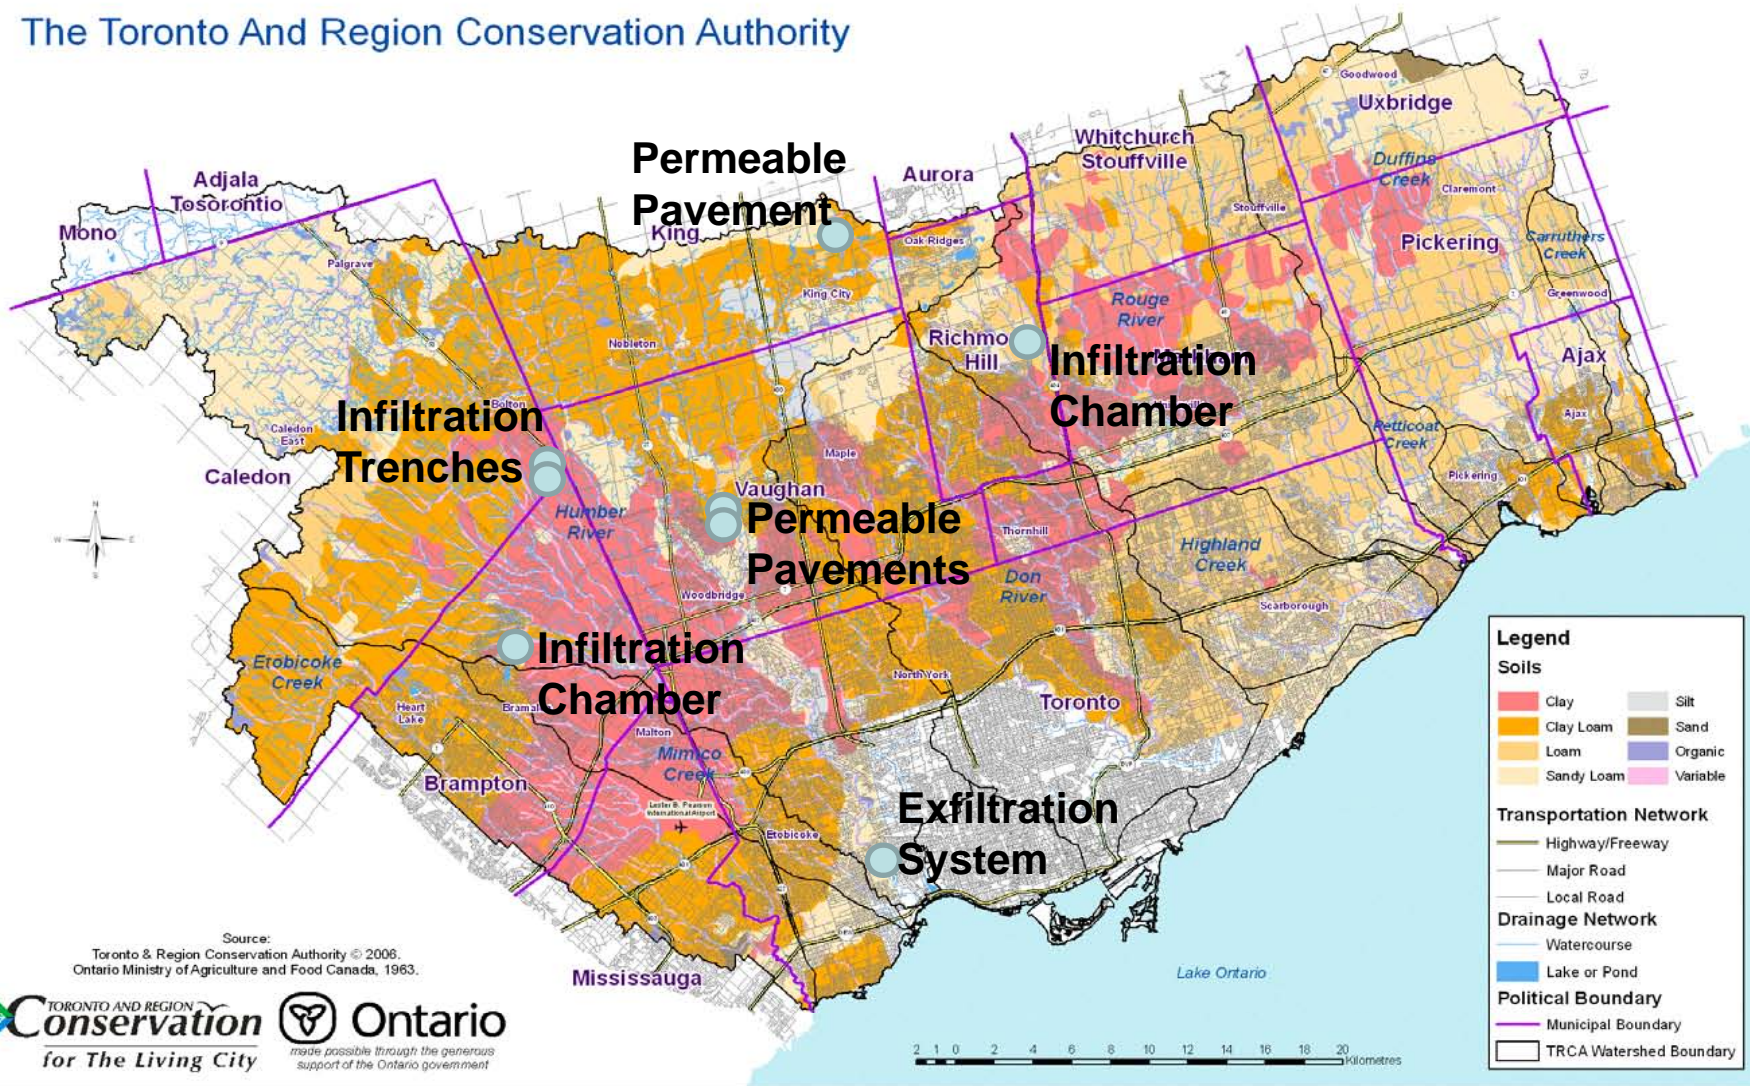 The Toronto And Region Conservation Authority
Goodwood
Uxbridge
Permeable
Pavement
Whitchurch
Stouffville
Duffins
Creek
Aurora
Adjala
Tosorontio
Claremont
Stouffville
Mono
King
Oak Ridges
Pickering
Carruthers
Creek
Palgrave
King City
Rouge
River
Greenwood
Nobleton
Richmo
Hill
Infiltration
Chamber
Ajax
Bolton
Infiltration
Trenches
Caledon
East
Ajax
Petticoat
Creek
Maple
Caledon
Vaughan
Pickering
Humber
River
Permeable
Pavements
Thornhill
Highland
Creek
Don
River
Woodbridge
Scarborough
Infiltration
Chamber
Etobicoke
Creek
North York
Toronto
Heart
Lake
Malton
Mimico
Creek
Brampton
Lester B. Pearson
International Airport
Etobicoke
Exfiltration
System
Mississauga
Lake Ontario
N
W
E
S
Legend
Soils
Clay
Silt
Clay Loam
Sand
Loam
Organic
Sandy Loam
Variable
Transportation Network
Highway/Freeway
Major Road
Local Road
Drainage Network
Watercourse
Lake or Pond
Political Boundary
Municipal Boundary
TRCA Watershed Boundary
Source:
Toronto & Region Conservation Authority © 2006.
Ontario Ministry of Agriculture and Food Canada, 1963.
TORONTO AND REGION
Conservation
for The Living City
Ontario
made possible through the generous
support of the Ontario government
2 1 0 2 4 6 8 10 12 14 16 18 20
Kilometres